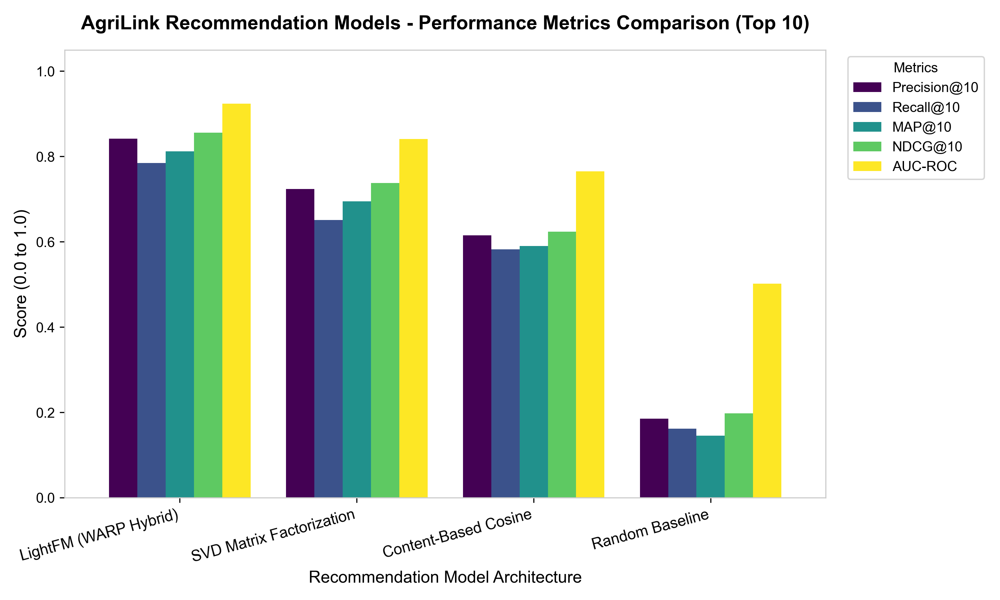 AgriLink Recommendation Models - Performance Metrics Comparison (Top 10)
Score (0.0 to 1.0)
1.0
0.8
0.6
0.4
0.2
0.0
LightFM (WARP Hybrid)
SVD Matrix Factorization
Content-Based Cosine
Random Baseline
Recommendation Model Architecture
Metrics
Precision@10
Recall@10
MAP@10
NDCG@10
AUC-ROC